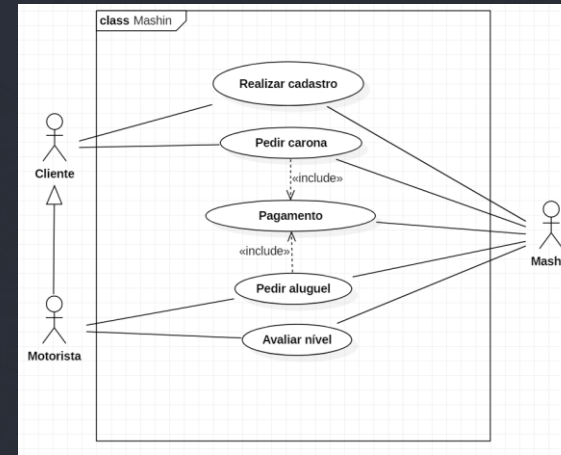 class Mashin
Realizar cadastro
Pedir carona
Cliente
«include»
Pagamento
«include»
Mash
Pedir aluguel
Avaliar nível
Motorista